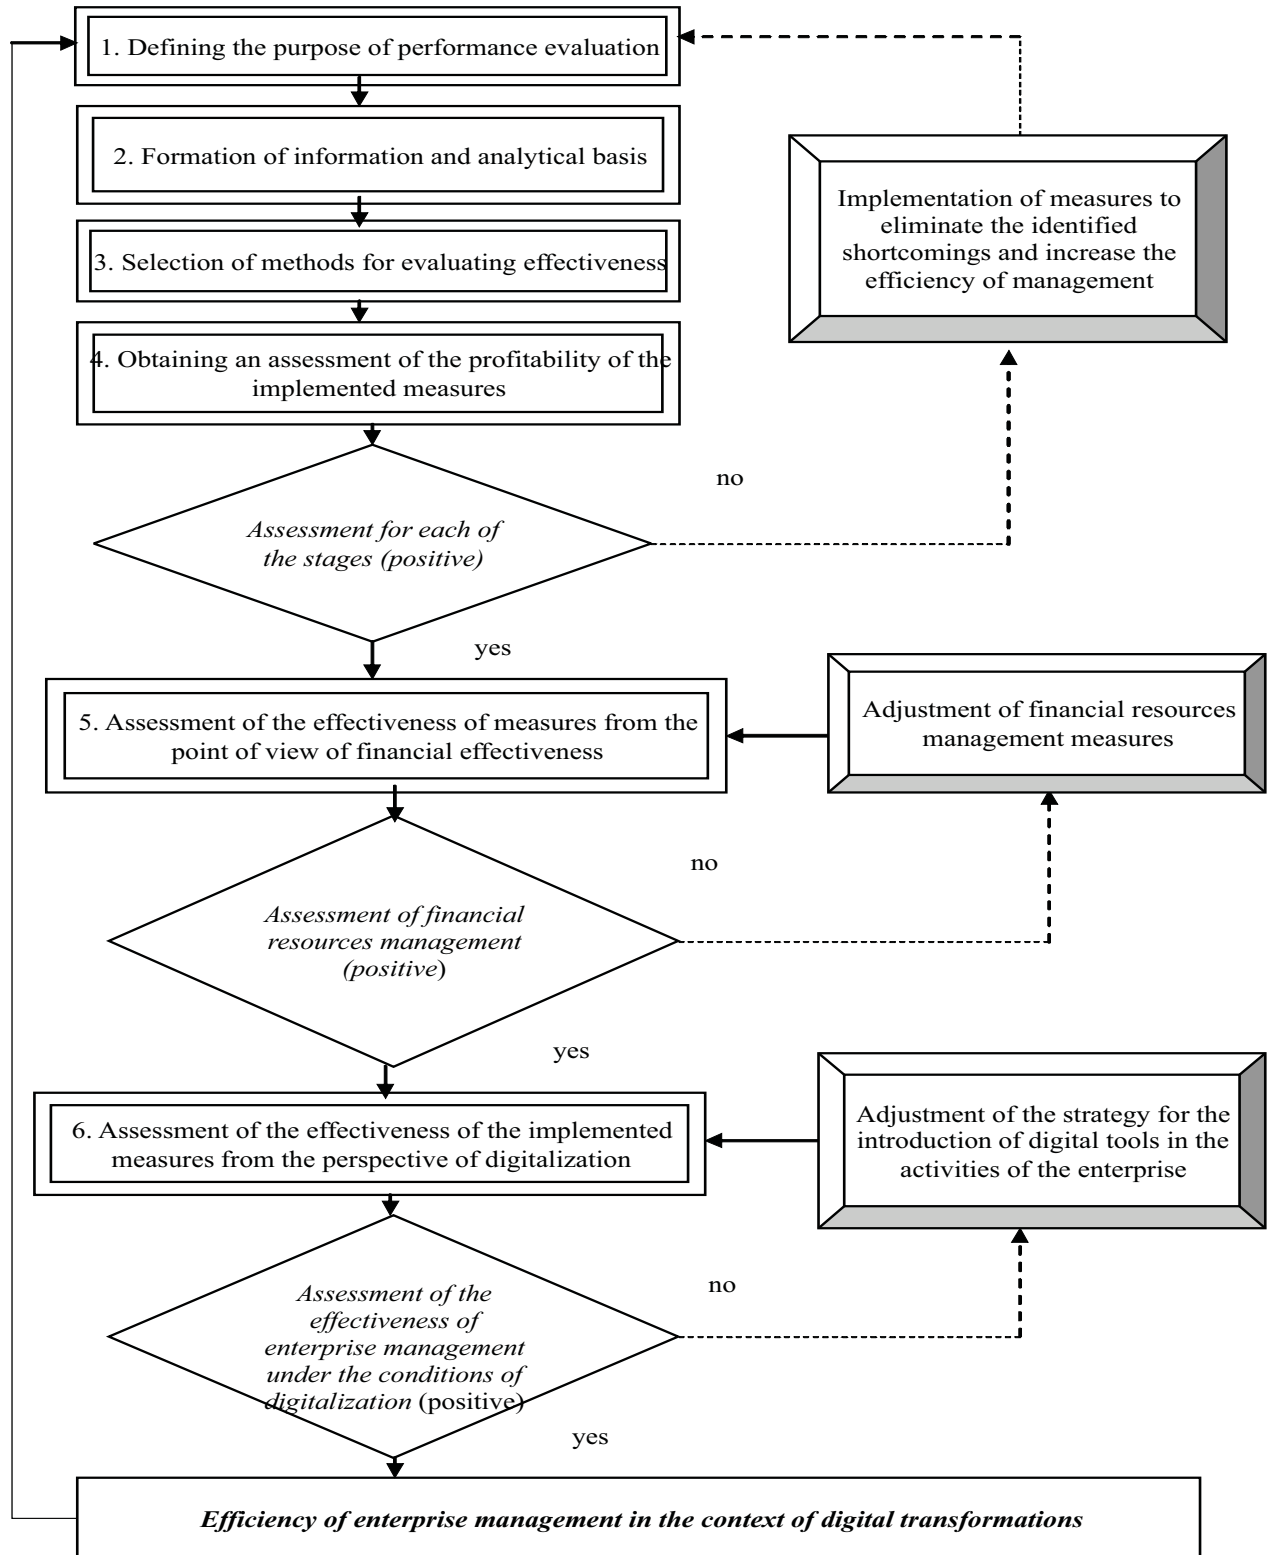 1. Defining the purpose of performance evaluation
2. Formation of information and analytical basis
Implementation of measures to
eliminate the identified
shortcomings and increase the
efficiency of management
3. Selection of methods for evaluating effectiveness
4. Obtaining an assessment of the profitability of the
implemented measures
no
Assessment for each of
the stages (positive)
yes
5. Assessment of the effectiveness of measures from the
point of view of financial effectiveness
Adjustment of financial resources
management measures
no
Assessment of financial
resources management
(positive)
yes
6. Assessment of the effectiveness of the implemented
measures from the perspective of digitalization
Adjustment of the strategy for the
introduction of digital tools in the
activities of the enterprise
no
Assessment of the
effectiveness of
enterprise management
under the conditions of
digitalization (positive)
yes
Efficiency of enterprise management in the context of digital transformations